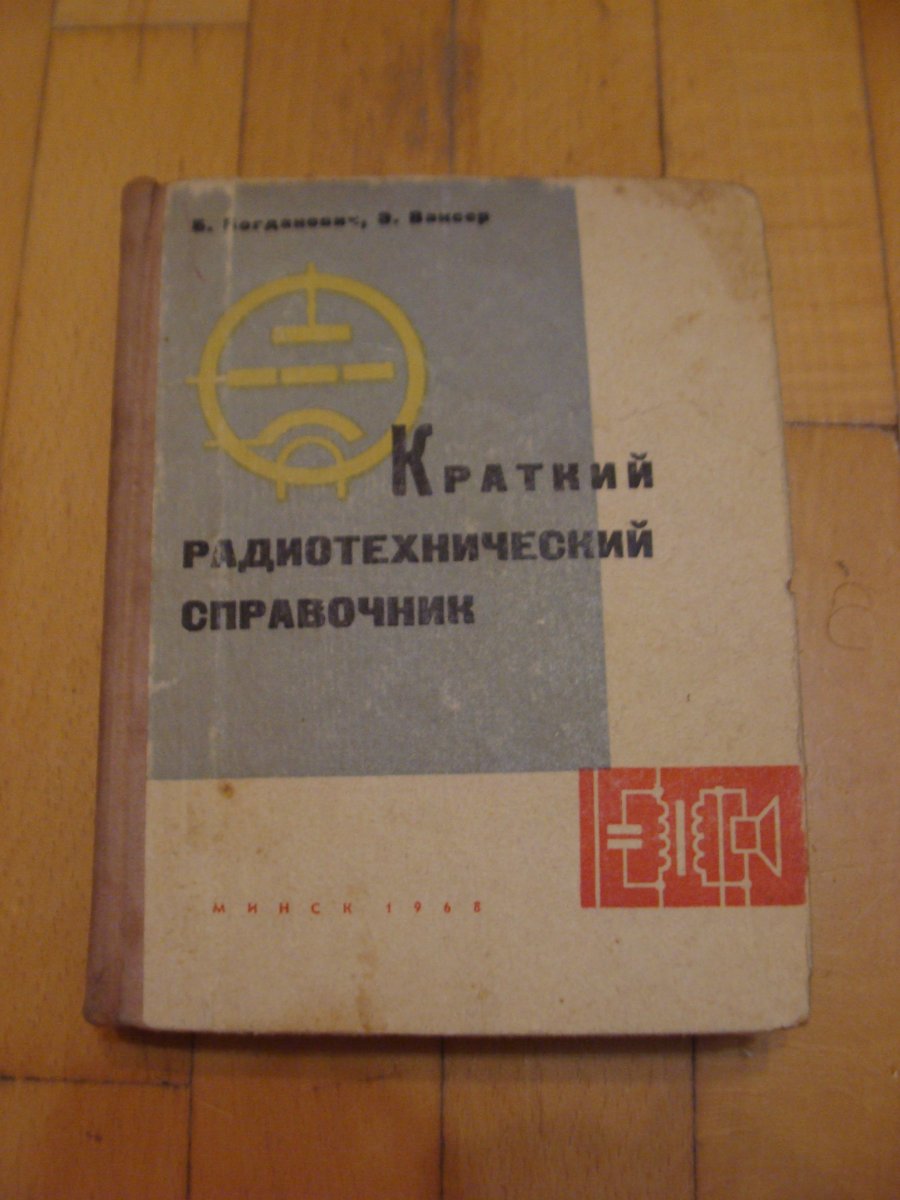 Б. Богданович, Э. Ваксер
Краткий
радиотехнический
справочник
МИНСК 1968